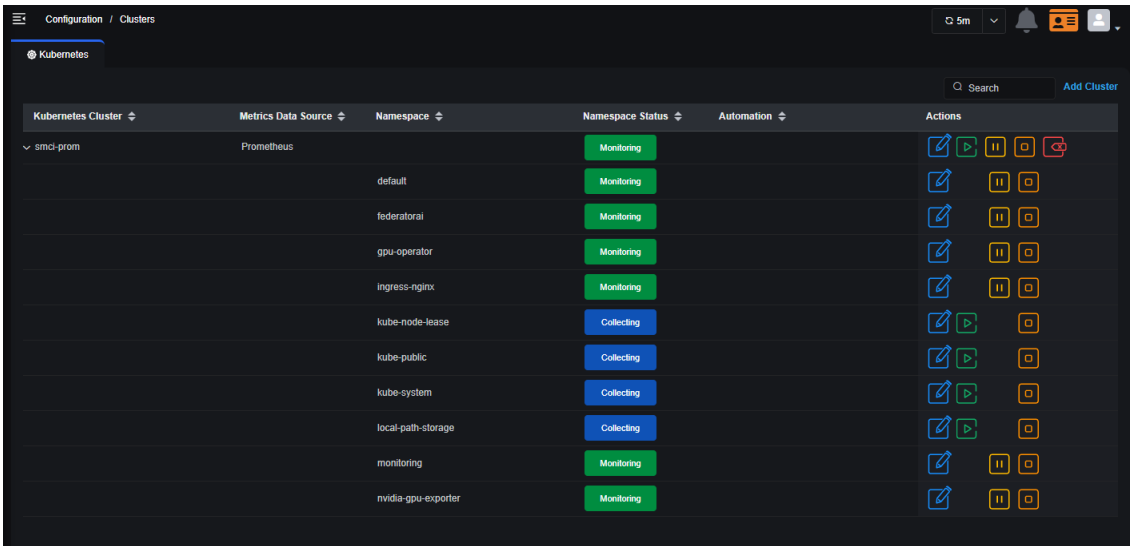 Configuration / Clusters
5m
Kubernetes
Search
Add Cluster
Kubernetes Cluster Metrics Data Source Namespace Namespace Status Automation Actions
smci-prom Prometheus Monitoring
default Monitoring
federatorai Monitoring
gpu-operator Monitoring
ingress-nginx Monitoring
kube-node-lease Collecting
kube-public Collecting
kube-system Collecting
local-path-storage Collecting
monitoring Monitoring
nvidia-gpu-exporter Monitoring